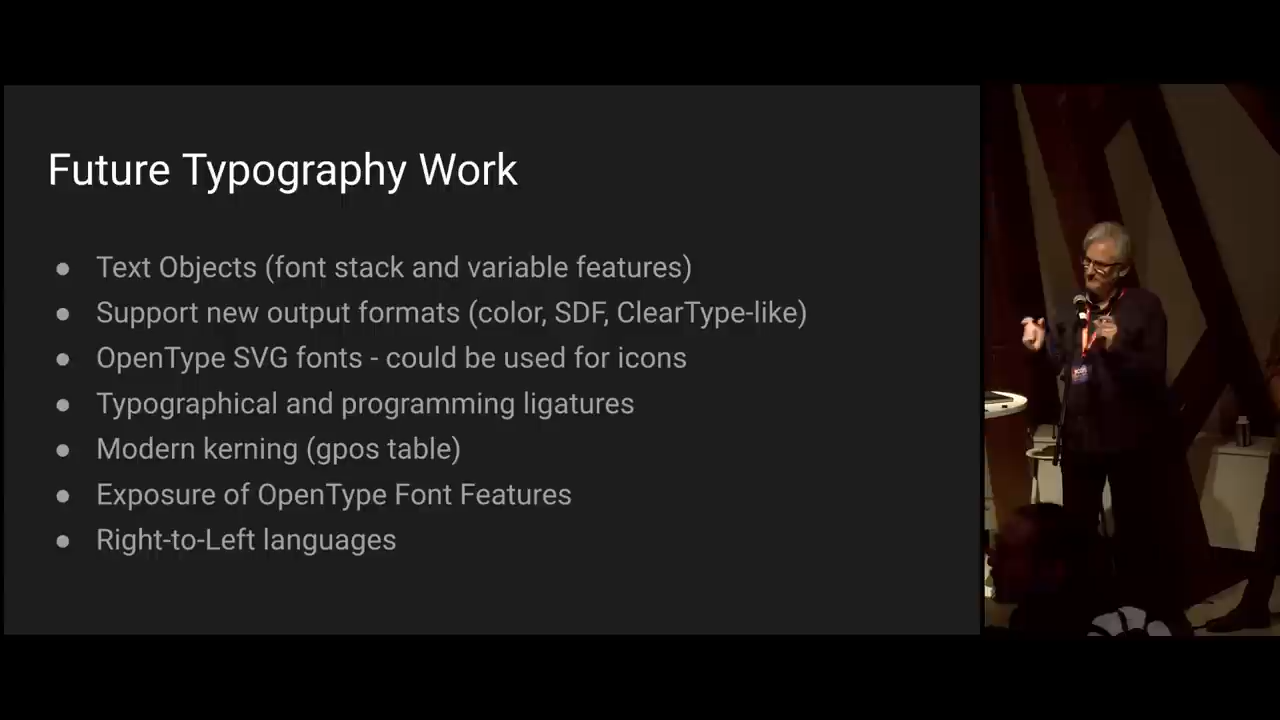 Future Typography Work
● Text Objects (font stack and variable features)
● Support new output formats (color, SDF, ClearType-like)
● OpenType SVG fonts - could be used for icons
● Typographical and programming ligatures
● Modern kerning (gpos table)
● Exposure of OpenType Font Features
● Right-to-Left languages